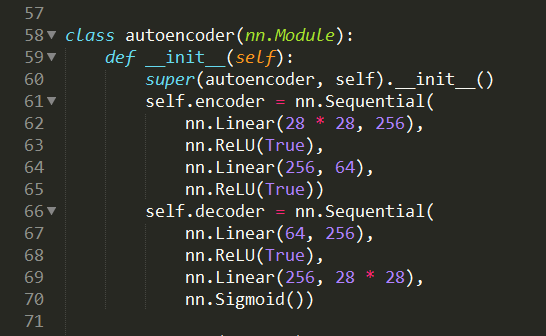 57
58 class autoencoder(nn.Module):
59     def __init__(self):
60         super(autoencoder, self).__init__()
61         self.encoder = nn.Sequential(
62             nn.Linear(28 * 28, 256),
63             nn.ReLU(True),
64             nn.Linear(256, 64),
65             nn.ReLU(True))
66         self.decoder = nn.Sequential(
67             nn.Linear(64, 256),
68             nn.ReLU(True),
69             nn.Linear(256, 28 * 28),
70             nn.Sigmoid())
71